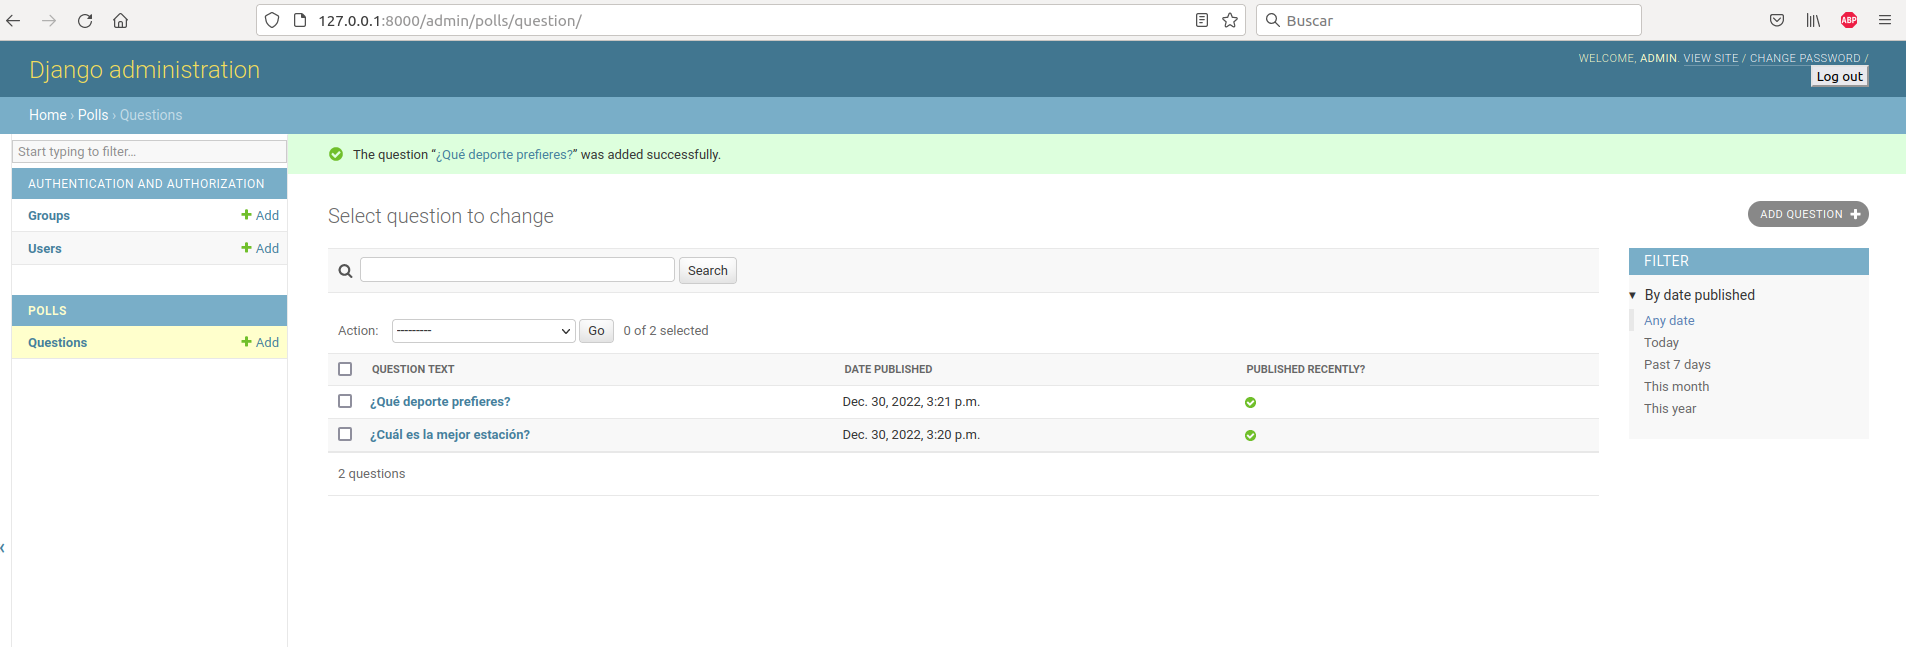 127.0.0.1:8000/admin/polls/question/
Buscar
ABP
Django administration
WELCOME, ADMIN. VIEW SITE / CHANGE PASSWORD /
Log out
Home › Polls › Questions
Start typing to filter...
AUTHENTICATION AND AUTHORIZATION
Groups + Add
Users + Add
POLLS
Questions + Add
The question “¿Qué deporte prefieres?” was added successfully.
Select question to change
ADD QUESTION +
Search
Action: --------- Go 0 of 2 selected
QUESTION TEXT DATE PUBLISHED PUBLISHED RECENTLY?
¿Qué deporte prefieres? Dec. 30, 2022, 3:21 p.m.
¿Cuál es la mejor estación? Dec. 30, 2022, 3:20 p.m.
2 questions
FILTER
By date published
Any date
Today
Past 7 days
This month
This year